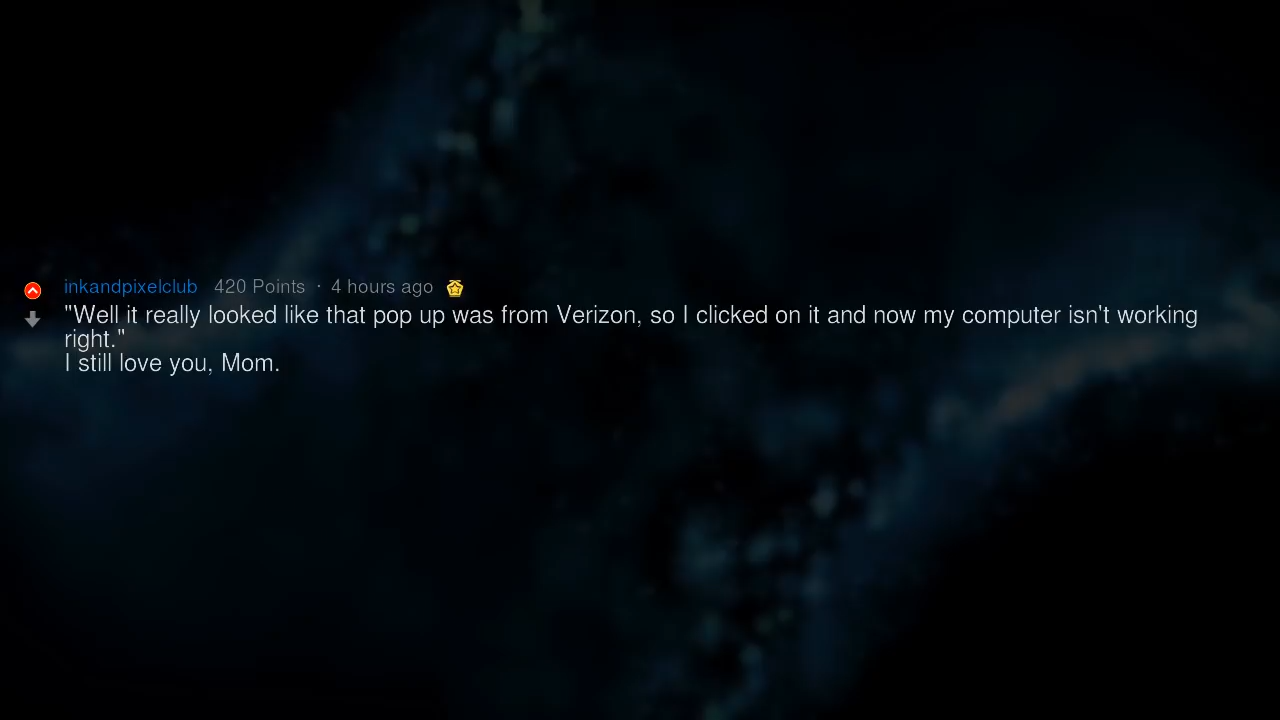 inkandpixelclub 420 Points · 4 hours ago
"Well it really looked like that pop up was from Verizon, so I clicked on it and now my computer isn't working
right."
I still love you, Mom.